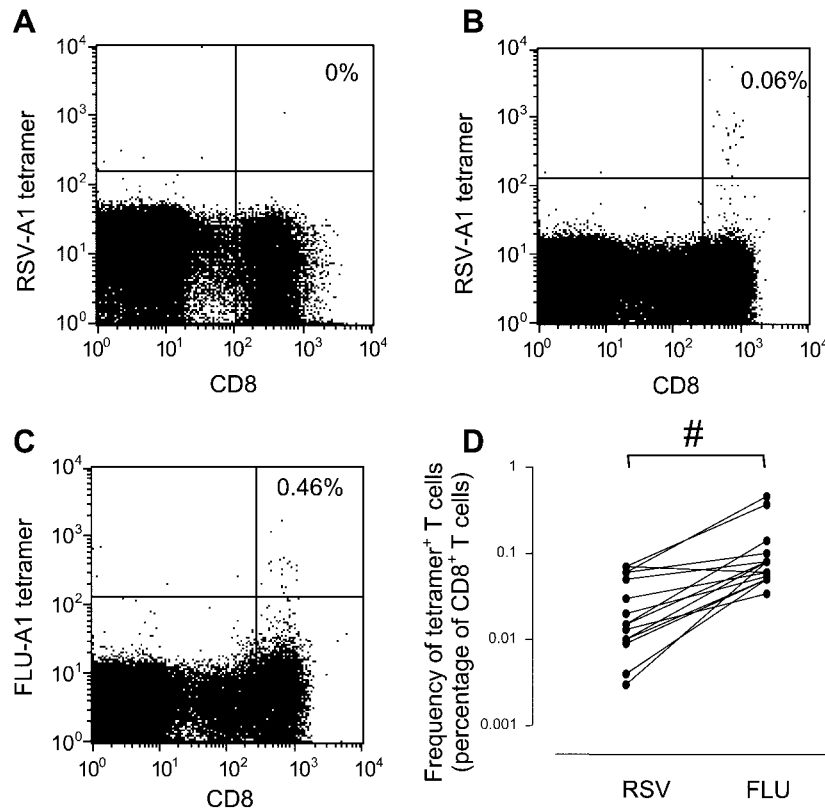 A
RSV-A1 tetramer
10⁴
10³
10²
10¹
10⁰
0%
10⁰ 10¹ 10² 10³ 10⁴
CD8
B
RSV-A1 tetramer
10⁴
10³
10²
10¹
10⁰
0.06%
10⁰ 10¹ 10² 10³ 10⁴
CD8
C
FLU-A1 tetramer
10⁴
10³
10²
10¹
10⁰
0.46%
10⁰ 10¹ 10² 10³ 10⁴
CD8
D
#
Frequency of tetramer⁺ T cells
(percentage of CD8⁺ T cells)
1
0.1
0.01
0.001
RSV FLU